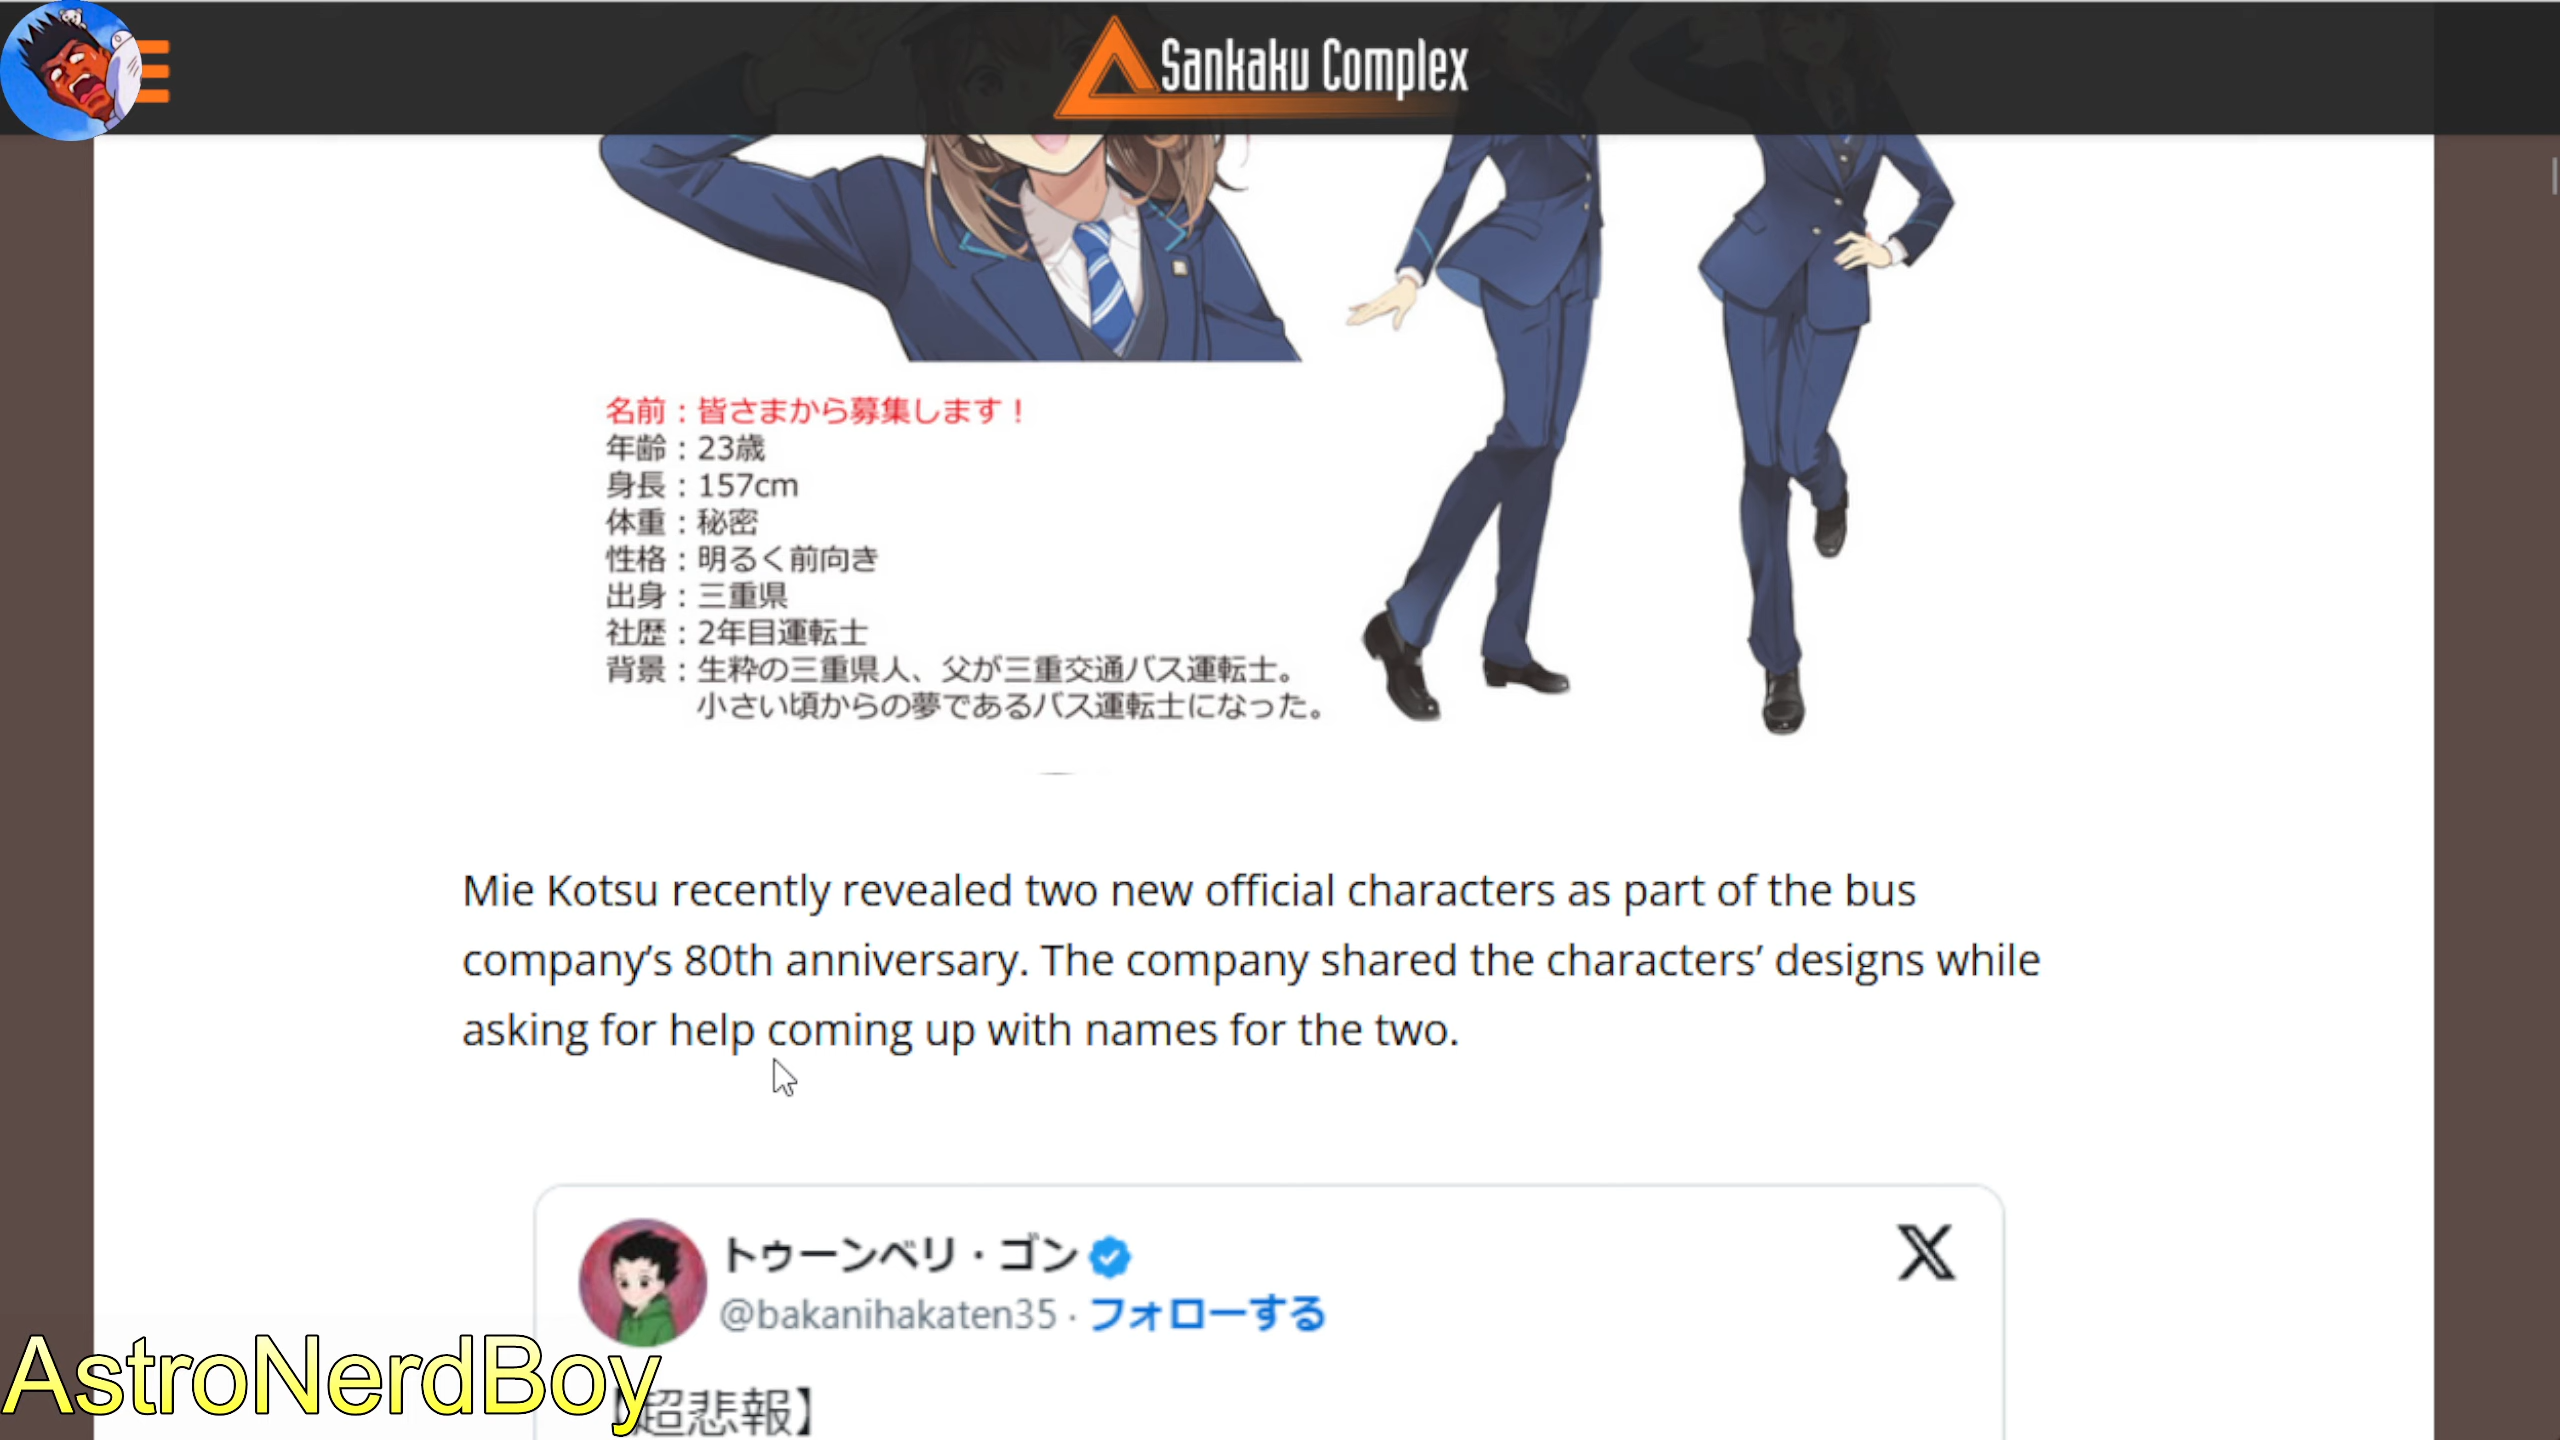 Sankaku Complex
名前：皆さまから募集します！
年齢：23歳
身長：157cm
体重：秘密
性格：明るく前向き
出身：三重県
社歴：2年目運転士
背景：生粋の三重県人、父が三重交通バス運転士。
小さい頃からの夢であるバス運転士になった。
Mie Kotsu recently revealed two new official characters as part of the bus
company’s 80th anniversary. The company shared the characters’ designs while
asking for help coming up with names for the two.
トゥーンベリ・ゴン
@bakanihakaten35 · フォローする
【超悲報】
AstroNerdBoy